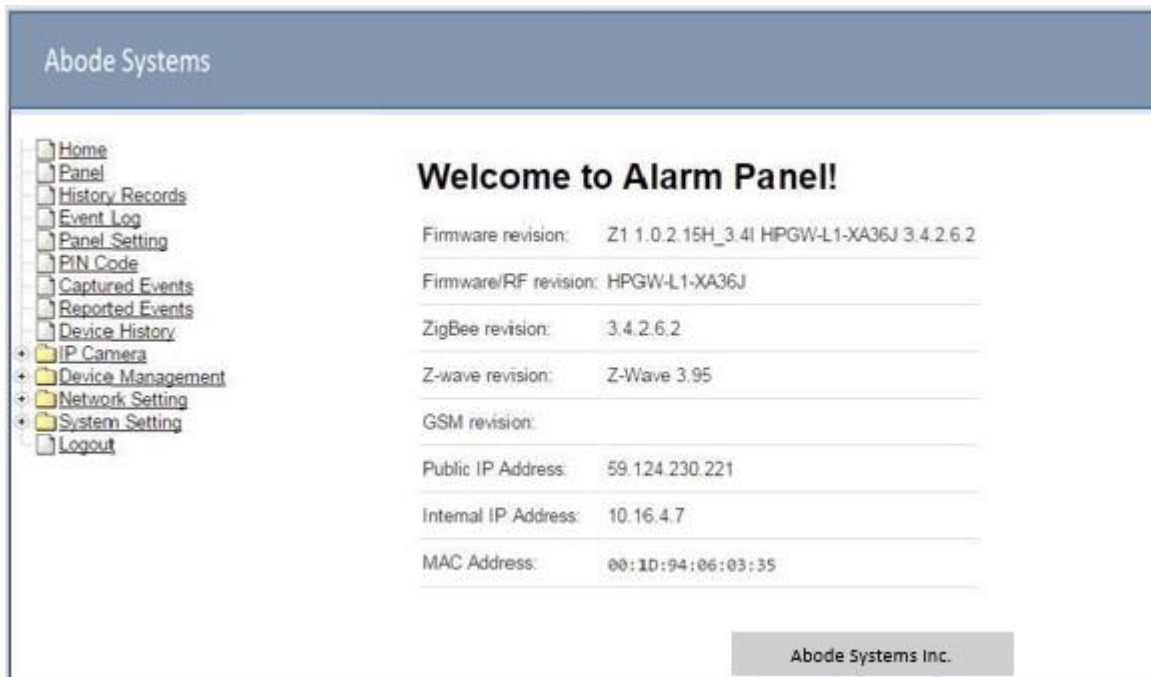 Abode Systems
Home
Panel
History Records
Event Log
Panel Setting
PIN Code
Captured Events
Reported Events
Device History
IP Camera
Device Management
Network Setting
System Setting
Logout
Welcome to Alarm Panel!
Firmware revision: Z1 1.0.2.15H_3.4I HPGW-L1-XA36J 3.4.2.6.2
Firmware/RF revision: HPGW-L1-XA36J
ZigBee revision: 3.4.2.6.2
Z-wave revision: Z-Wave 3.95
GSM revision:
Public IP Address: 59.124.230.221
Internal IP Address: 10.16.4.7
MAC Address: 00:1D:94:06:03:35
Abode Systems Inc.